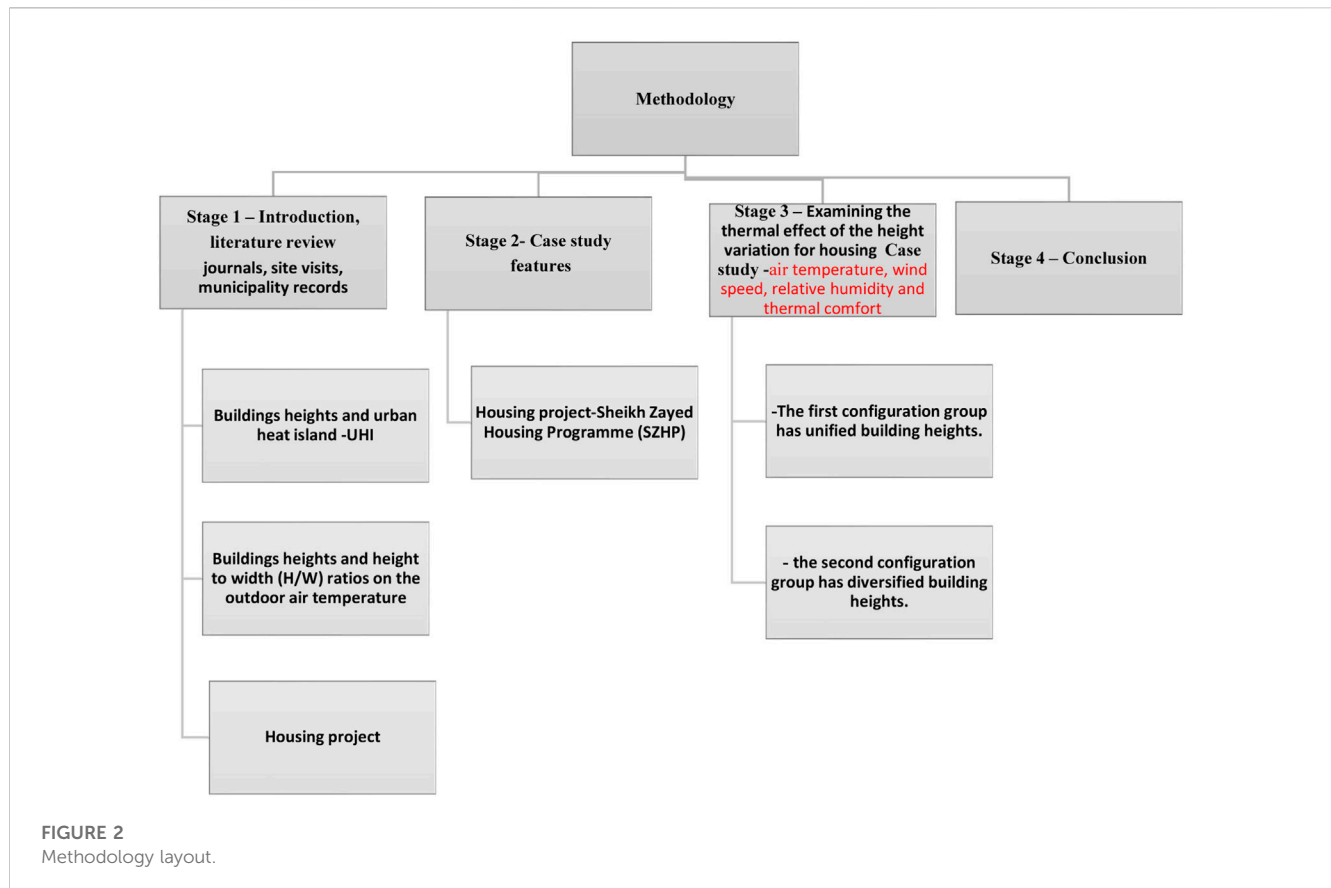 Methodology
Stage 1 – Introduction,
literature review
journals, site visits,
municipality records
Buildings heights and urban
heat island -UHI
Buildings heights and height
to width (H/W) ratios on the
outdoor air temperature
Housing project
Stage 2- Case study
features
Housing project-Sheikh Zayed
Housing Programme (SZHP)
Stage 3 – Examining the
thermal effect of the height
variation for housing Case
study -air temperature, wind
speed, relative humidity and
thermal comfort
-The first configuration group
has unified building heights.
- the second configuration
group has diversified building
heights.
Stage 4 – Conclusion
FIGURE 2
Methodology layout.